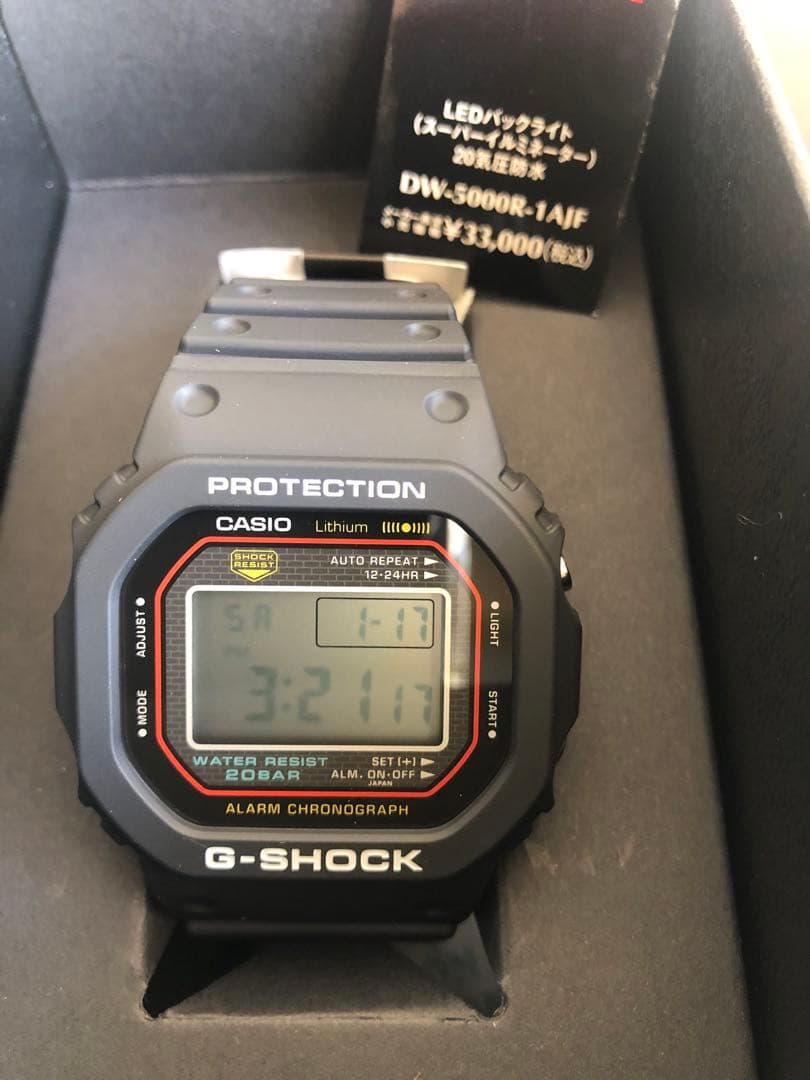 LEDバックライト
(スーパーイルミネーター)
20気圧防水
DW-5000R-1AJF
¥33,000(税込)
PROTECTION
CASIO Lithium
SHOCK
RESIST
AUTO REPEAT
12·24HR
SA 1-17
PM
3:21 17
ADJUST
MODE
LIGHT
START
WATER RESIST
20BAR
SET [+]
ALM. ON·OFF
JAPAN
ALARM CHRONOGRAPH
G-SHOCK